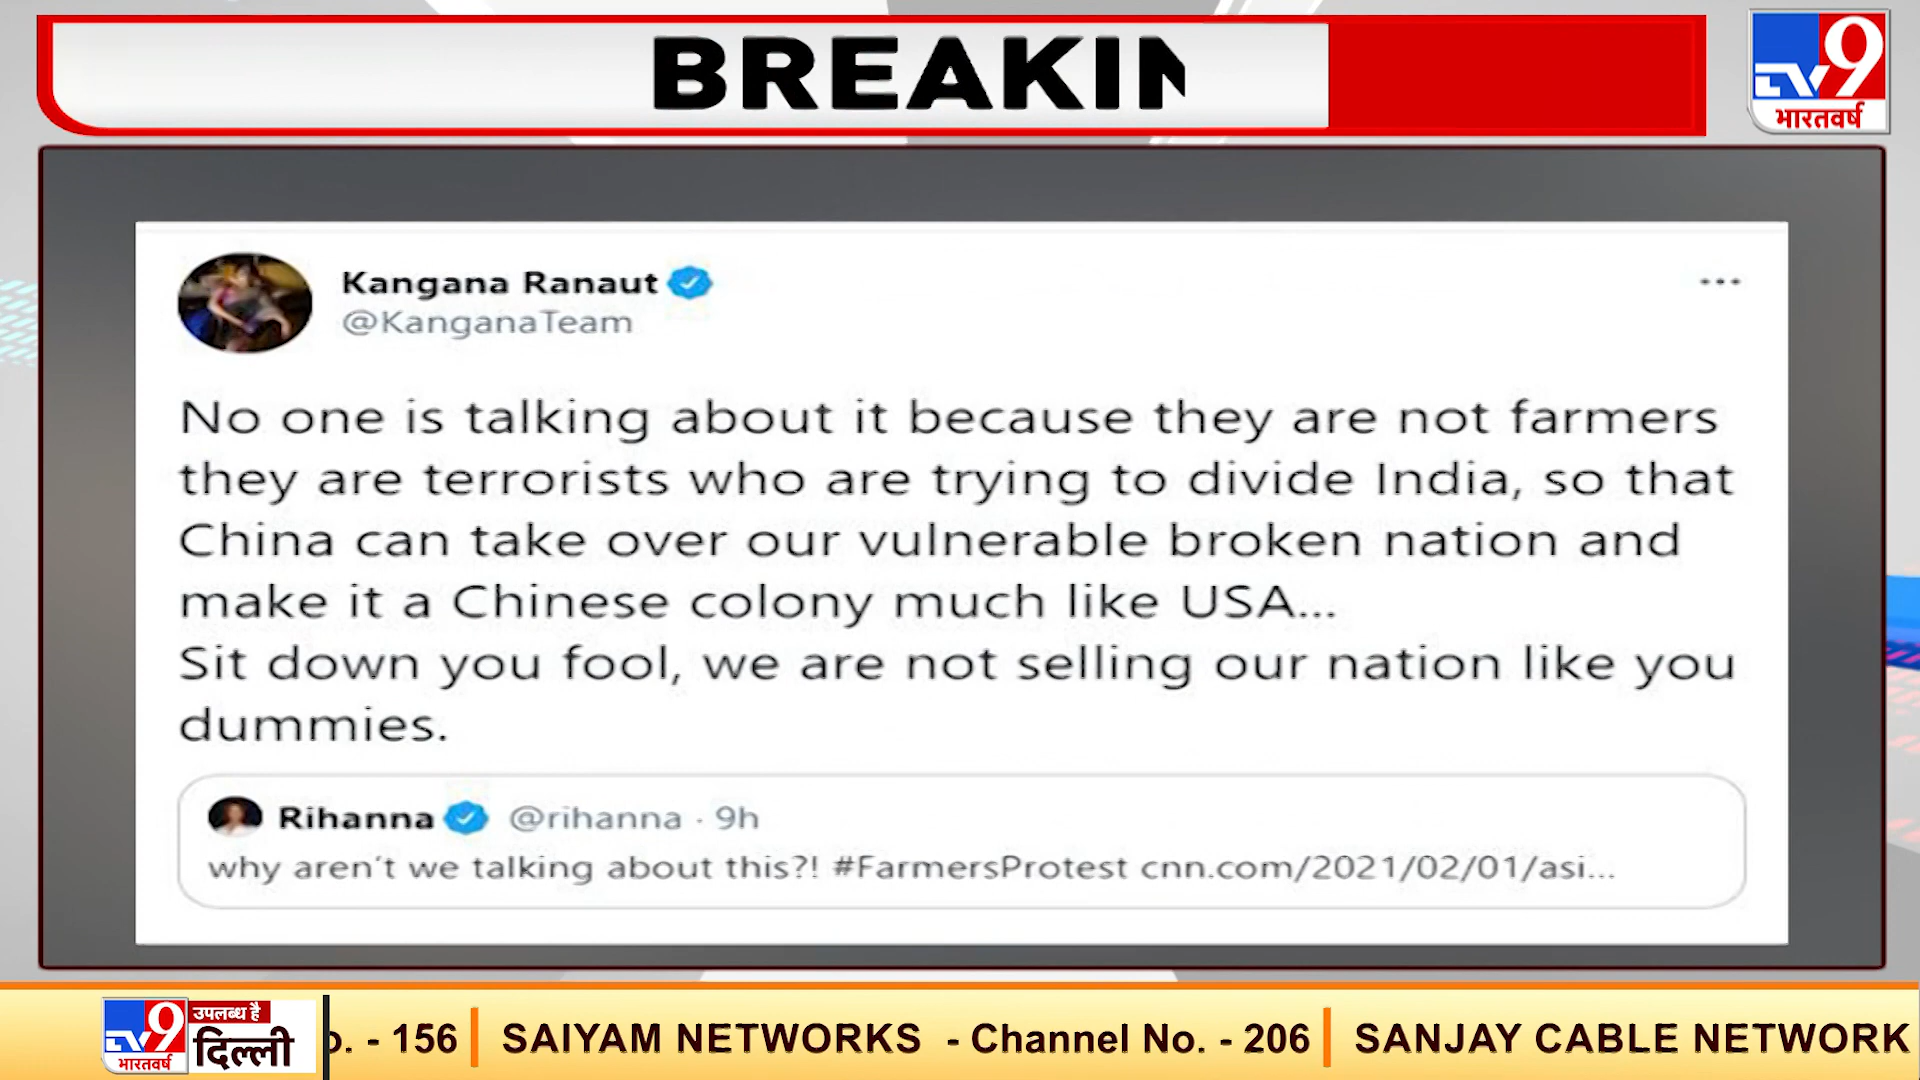 BREAKIN
TV9
भारतवर्ष
Kangana Ranaut
@KanganaTeam
No one is talking about it because they are not farmers
they are terrorists who are trying to divide India, so that
China can take over our vulnerable broken nation and
make it a Chinese colony much like USA...
Sit down you fool, we are not selling our nation like you
dummies.
Rihanna @rihanna · 9h
why aren't we talking about this?! #FarmersProtest cnn.com/2021/02/01/asi...
TV9 भारतवर्ष
उपलब्ध है
दिल्ली
o. - 156 | SAIYAM NETWORKS - Channel No. - 206 | SANJAY CABLE NETWORK